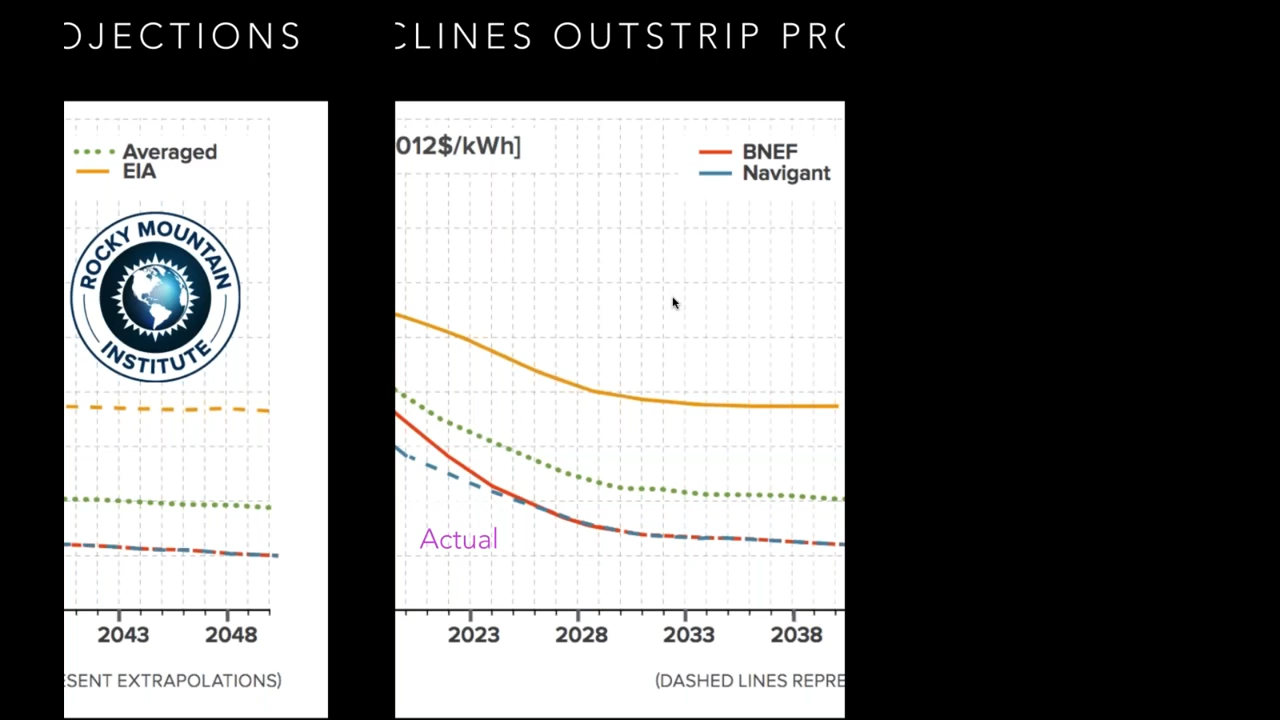 OJECTIONS
CLINES OUTSTRIP PRO
Averaged
EIA
ROCKY MOUNTAIN
INSTITUTE
2043 2048
ESENT EXTRAPOLATIONS)
012$/kWh]
BNEF
Navigant
Actual
2023 2028 2033 2038
(DASHED LINES REPRE